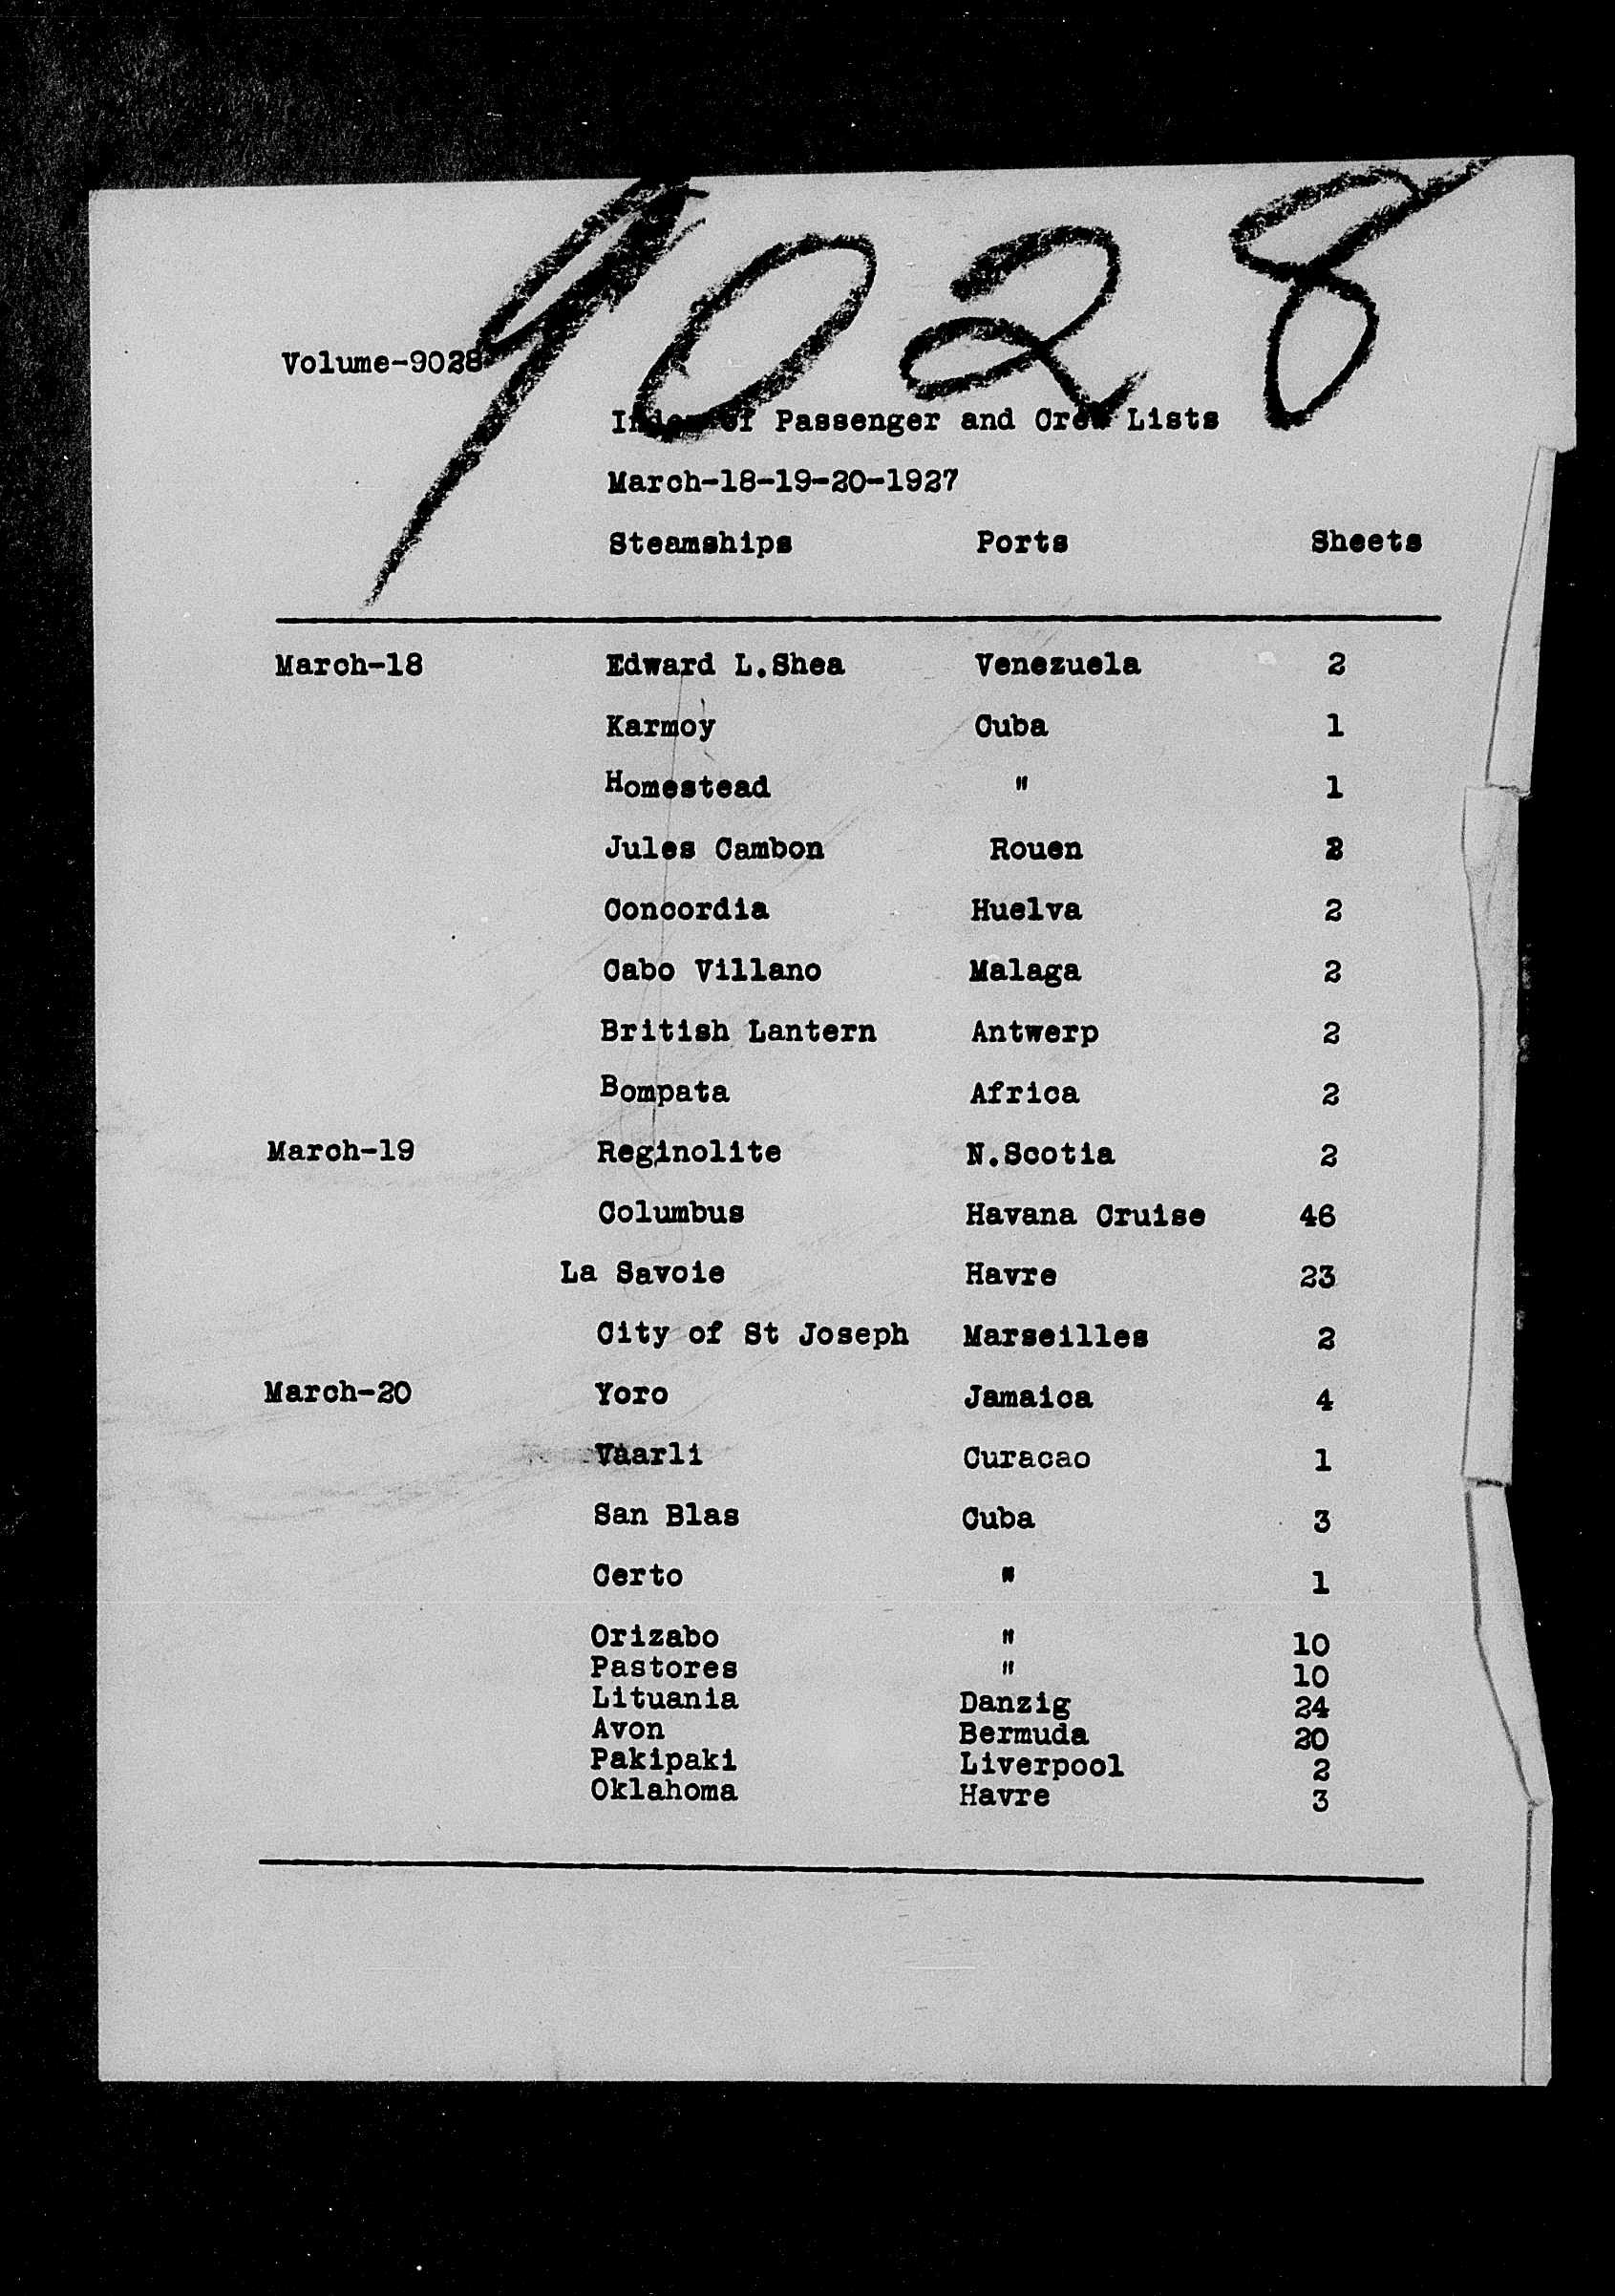 9028
Volume-9028
Index of Passenger and Crew Lists
March-18-19-20-1927
Steamships Ports Sheets
March-18 Edward L.Shea Venezuela 2
Karmoy Cuba 1
Homestead " 1
Jules Cambon Rouen 2
Concordia Huelva 2
Cabo Villano Malaga 2
British Lantern Antwerp 2
Bompata Africa 2
March-19 Reginolite N.Scotia 2
Columbus Havana Cruise 46
La Savoie Havre 23
City of St Joseph Marseilles 2
March-20 Yoro Jamaica 4
Vaarli Curacao 1
San Blas Cuba 3
Certo " 1
Orizabo " 10
Pastores " 10
Lituania Danzig 24
Avon Bermuda 20
Pakipaki Liverpool 2
Oklahoma Havre 3